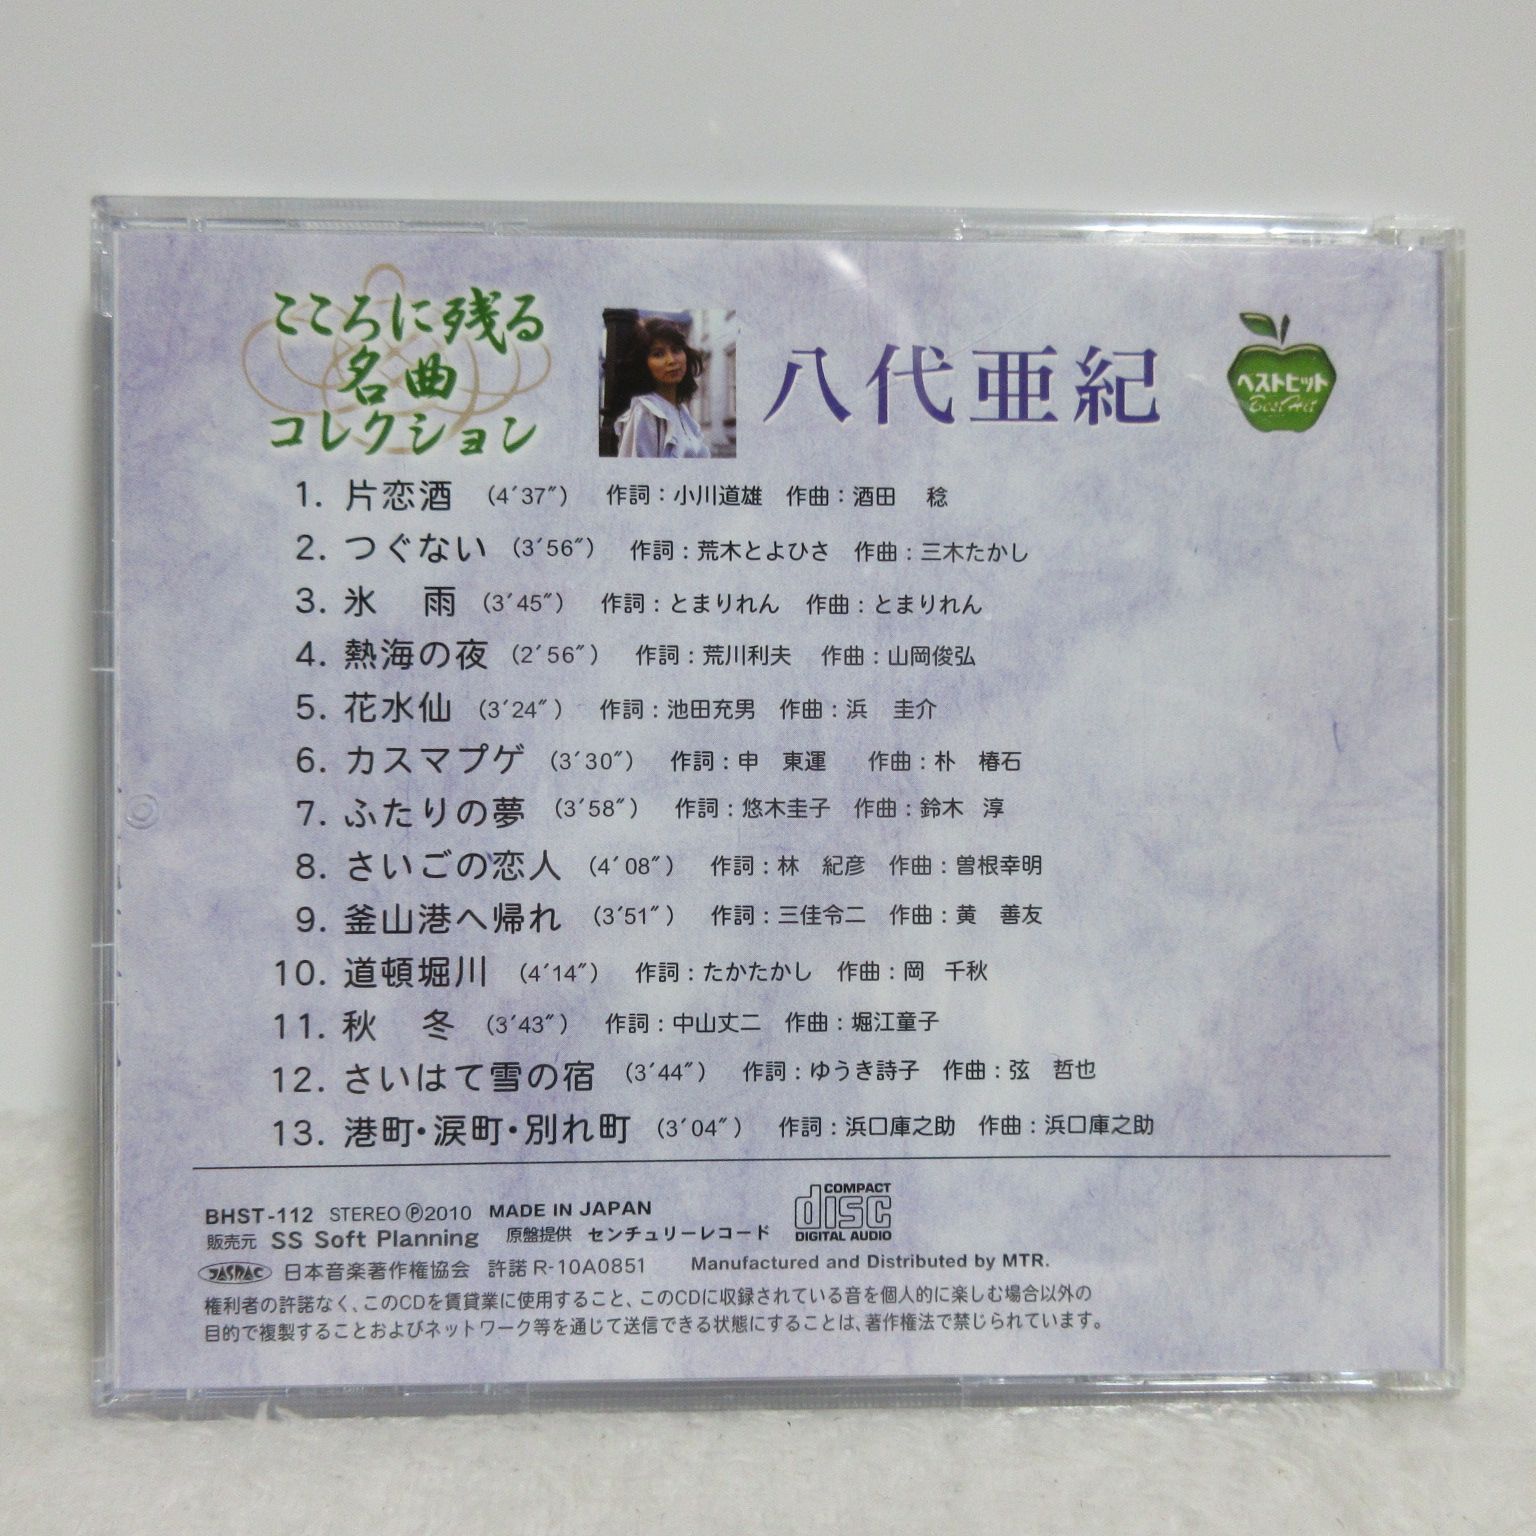 こころに残る
名曲
コレクション
八代亜紀
ベストヒット
Best Hit
1. 片恋酒 (4′37″) 作詞：小川道雄 作曲：酒田 稔
2. つぐない (3′56″) 作詞：荒木とよひさ 作曲：三木たかし
3. 氷 雨 (3′45″) 作詞：とまりれん 作曲：とまりれん
4. 熱海の夜 (2′56″) 作詞：荒川利夫 作曲：山岡俊弘
5. 花水仙 (3′24″) 作詞：池田充男 作曲：浜 圭介
6. カスマプゲ (3′30″) 作詞：申 東運 作曲：朴 椿石
7. ふたりの夢 (3′58″) 作詞：悠木圭子 作曲：鈴木 淳
8. さいごの恋人 (4′08″) 作詞：林 紀彦 作曲：曽根幸明
9. 釜山港へ帰れ (3′51″) 作詞：三佳令二 作曲：黄 善友
10. 道頓堀川 (4′14″) 作詞：たかたかし 作曲：岡 千秋
11. 秋 冬 (3′43″) 作詞：中山丈二 作曲：堀江童子
12. さいはて雪の宿 (3′44″) 作詞：ゆうき詩子 作曲：弦 哲也
13. 港町・涙町・別れ町 (3′04″) 作詞：浜口庫之助 作曲：浜口庫之助
BHST-112 STEREO Ⓟ2010 MADE IN JAPAN
販売元 SS Soft Planning 原盤提供 センチュリーレコード
COMPACT
disc
DIGITAL AUDIO
JASRAC 日本音楽著作権協会 許諾 R-10A0851 Manufactured and Distributed by MTR.
権利者の許諾なく、このCDを賃貸業に使用すること、このCDに収録されている音を個人的に楽しむ場合以外の
目的で複製することおよびネットワーク等を通じて送信できる状態にすることは、著作権法で禁じられています。